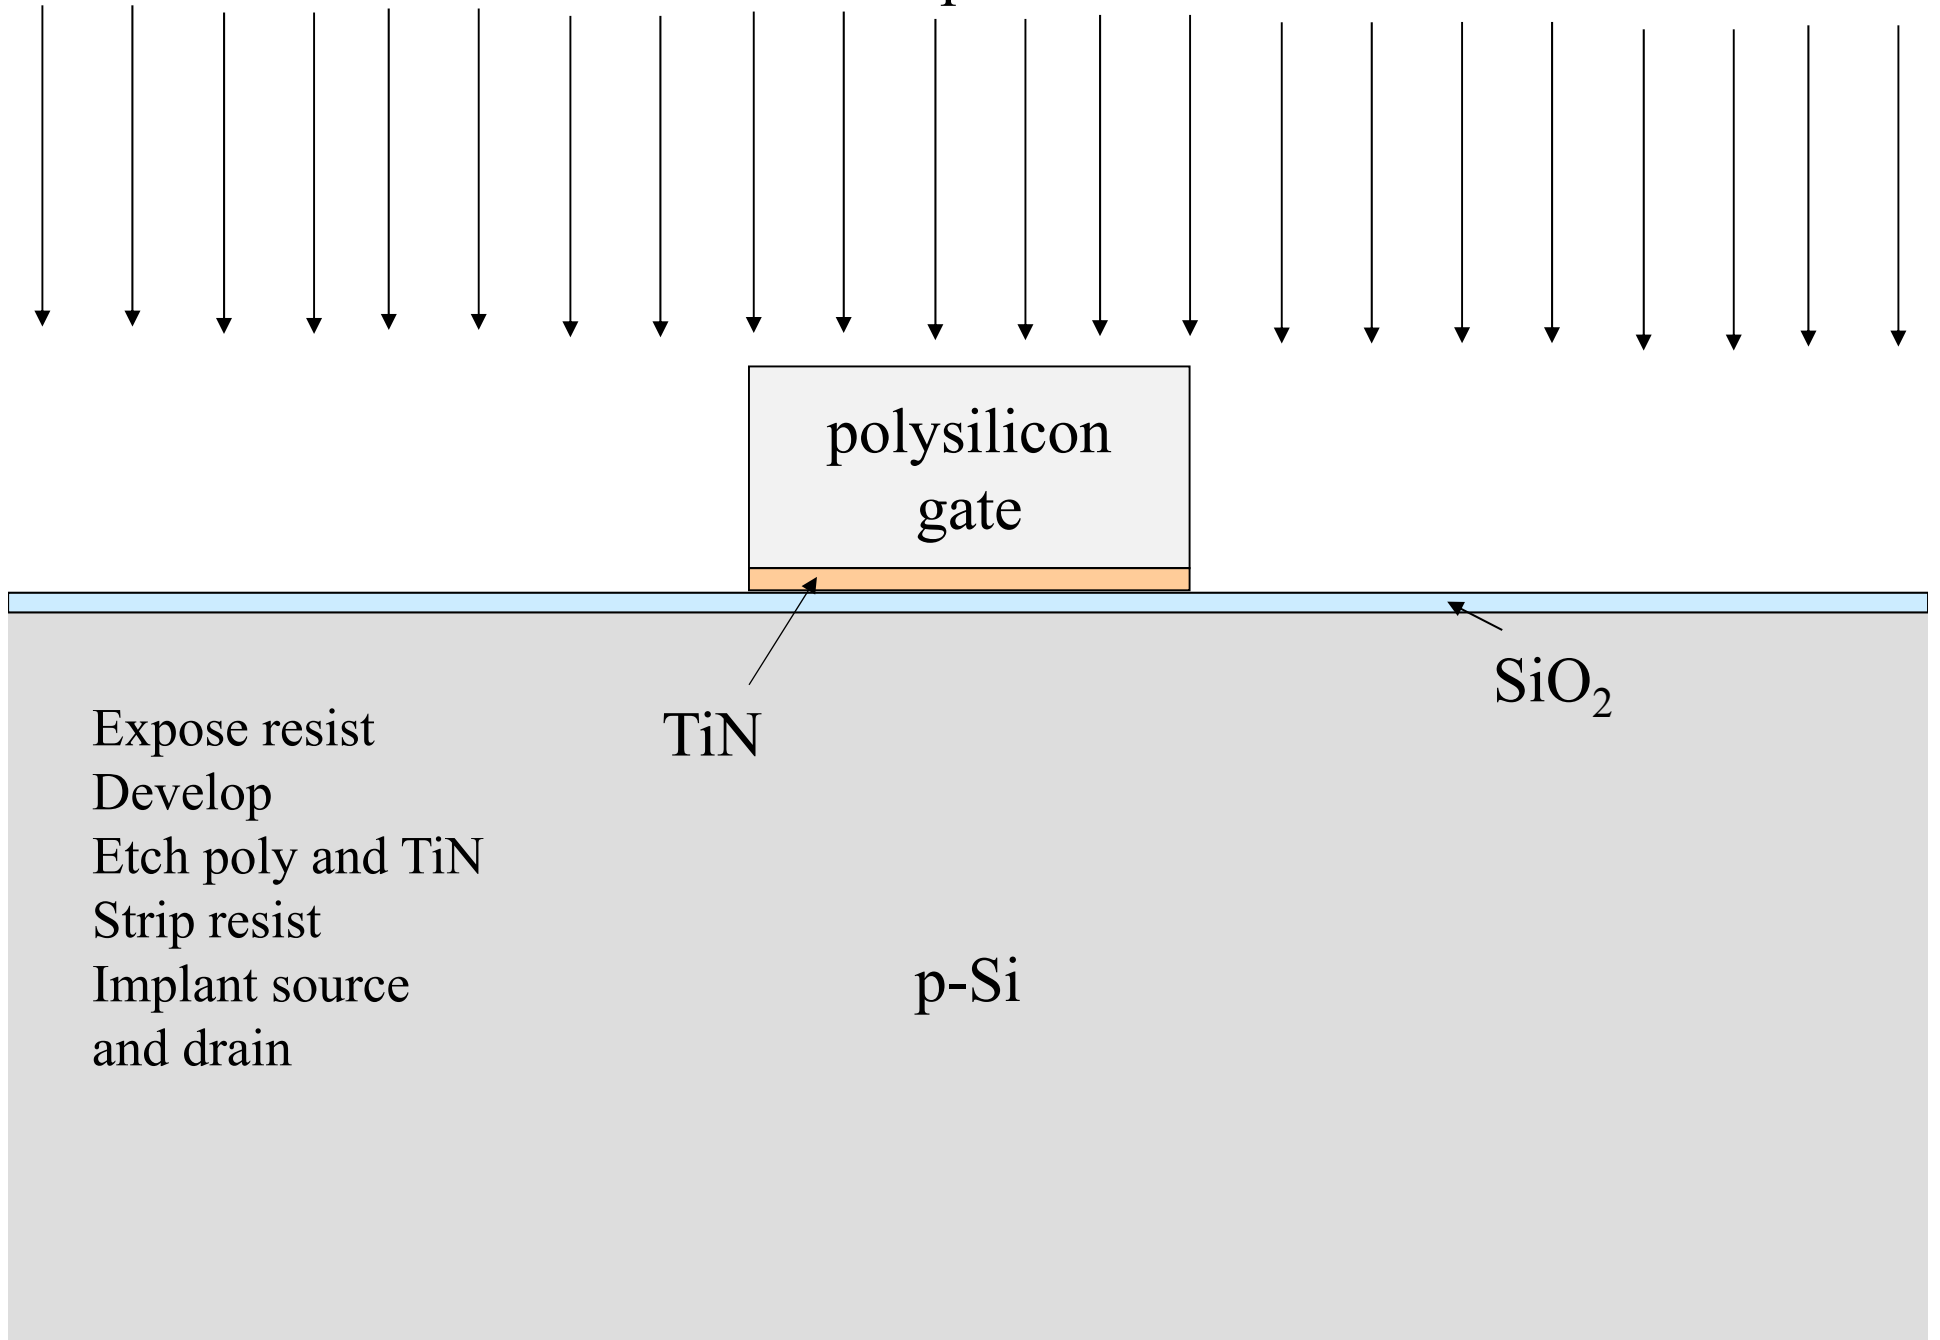 polysilicon
gate
SiO₂
TiN
Expose resist
Develop
Etch poly and TiN
Strip resist
Implant source
and drain
p-Si